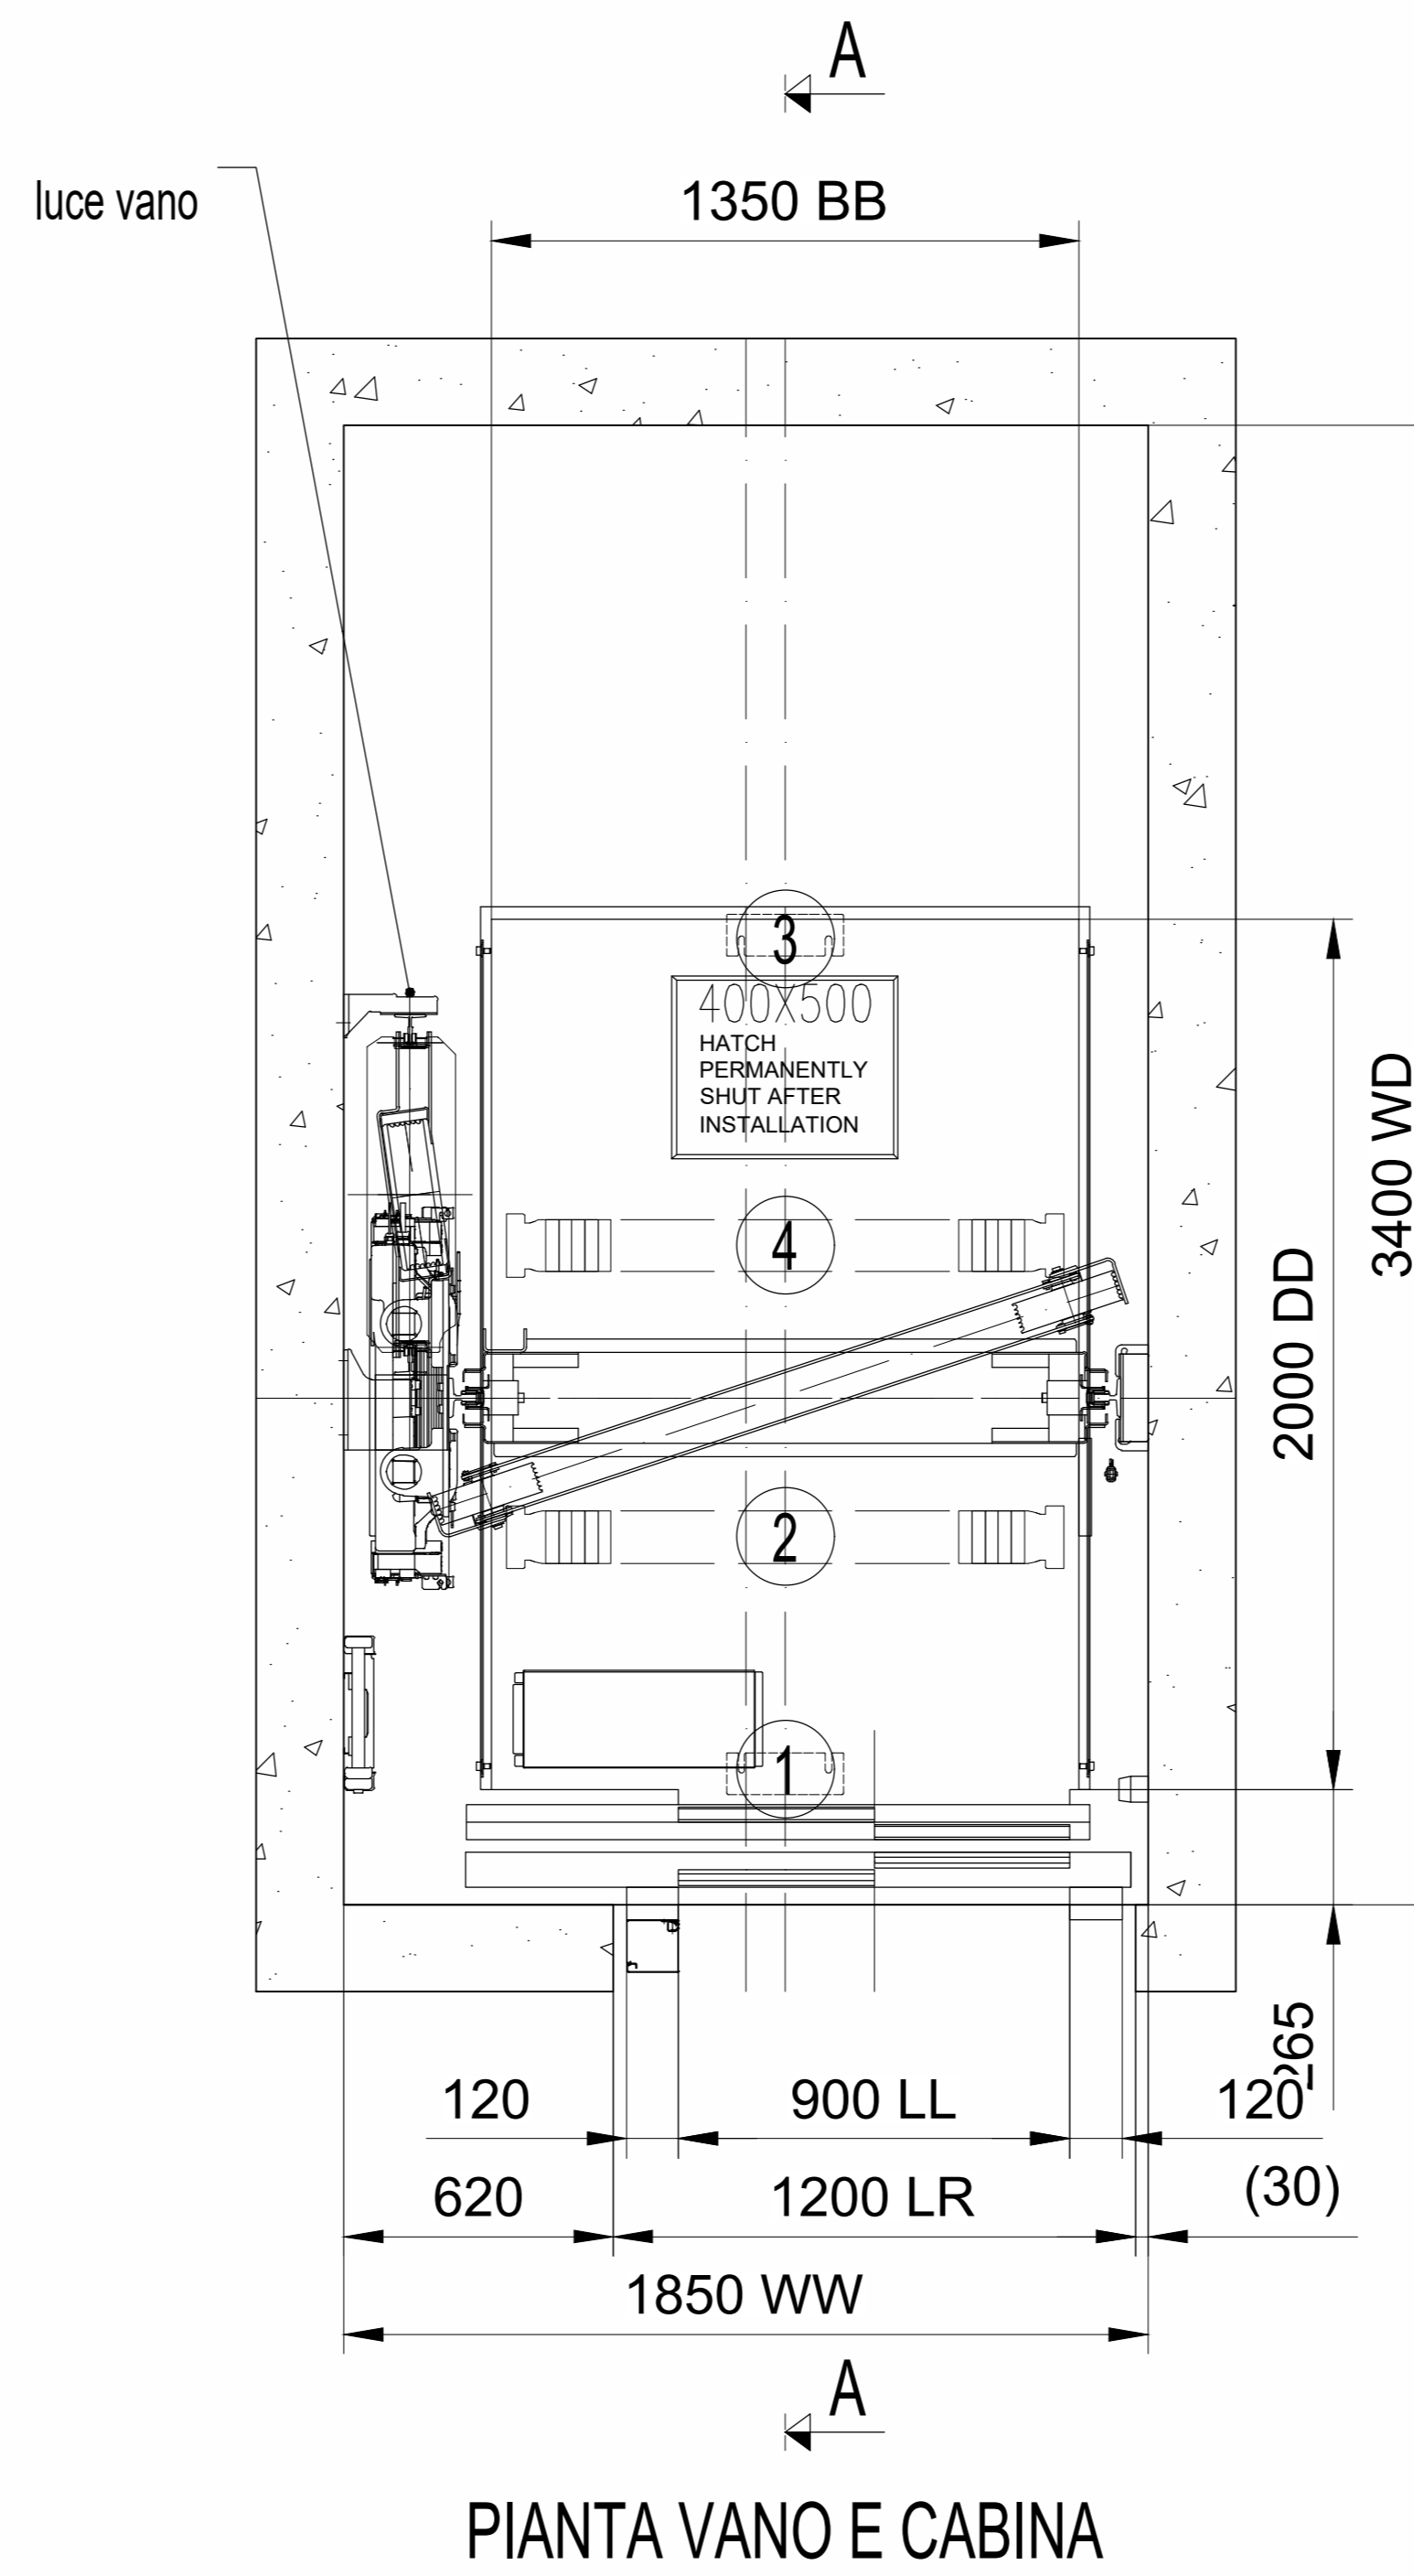 A
luce vano
1350 BB
3
400X500
HATCH
PERMANENTLY
SHUT AFTER
INSTALLATION
3400 WD
4
2000 DD
2
1
265
120
900 LL
120
620
1200 LR
(30)
1850 WW
A
PIANTA VANO E CABINA